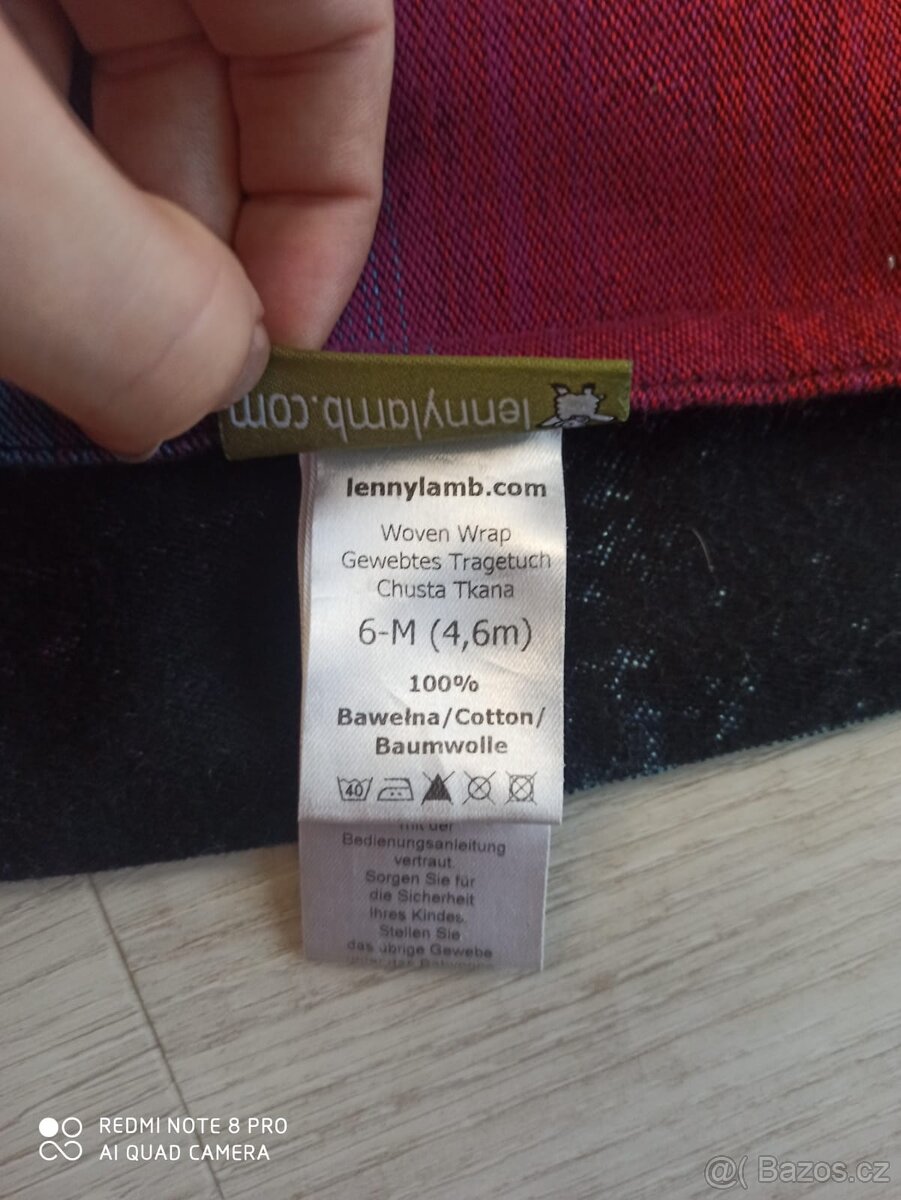 lennylamb.com
lennylamb.com
Woven Wrap
Gewebtes Tragetuch
Chusta Tkana
6-M (4,6m)
100%
Bawełna/Cotton/
Baumwolle
40
mit der
Bedienungsanleitung
vertraut.
Sorgen Sie für
die Sicherheit
Ihres Kindes.
Stellen Sie
das übrige Gewebe
REDMI NOTE 8 PRO
AI QUAD CAMERA
@( Bazos.cz